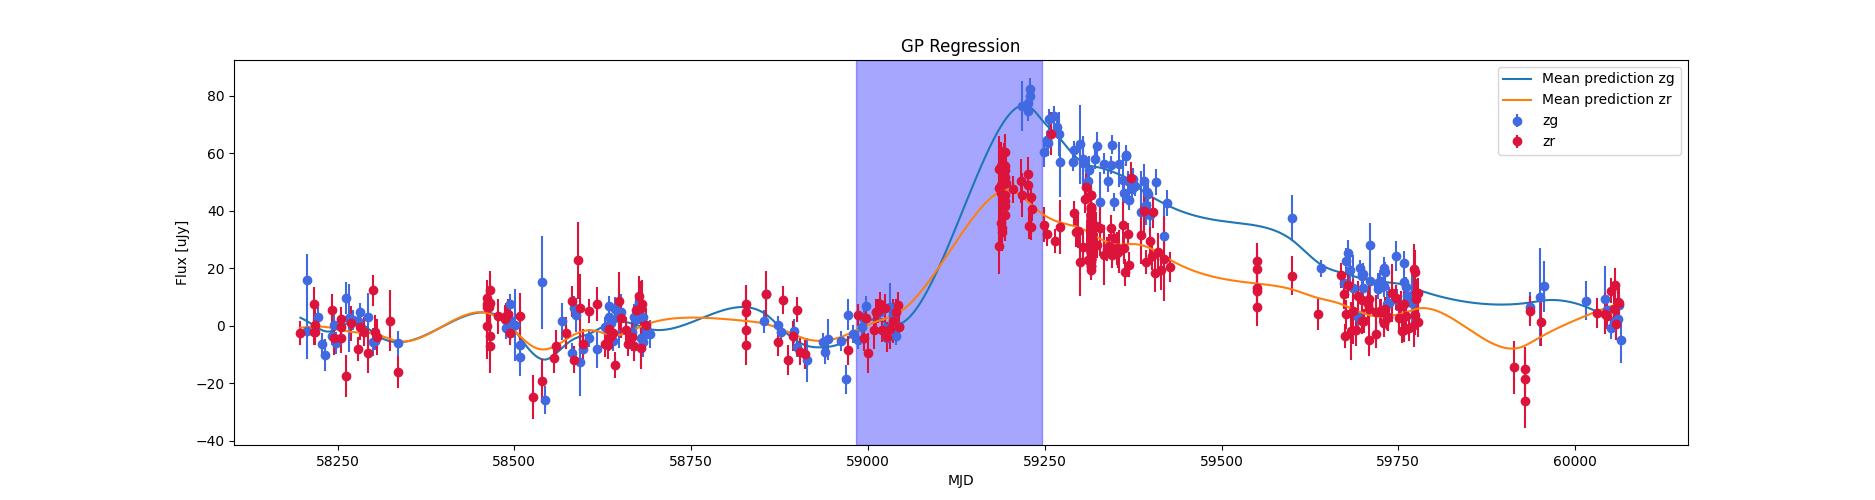 GP Regression
Flux [uJy]
80
60
40
20
0
−20
−40
58250 58500 58750 59000 59250 59500 59750 60000
MJD
Mean prediction zg
Mean prediction zr
zg
zr